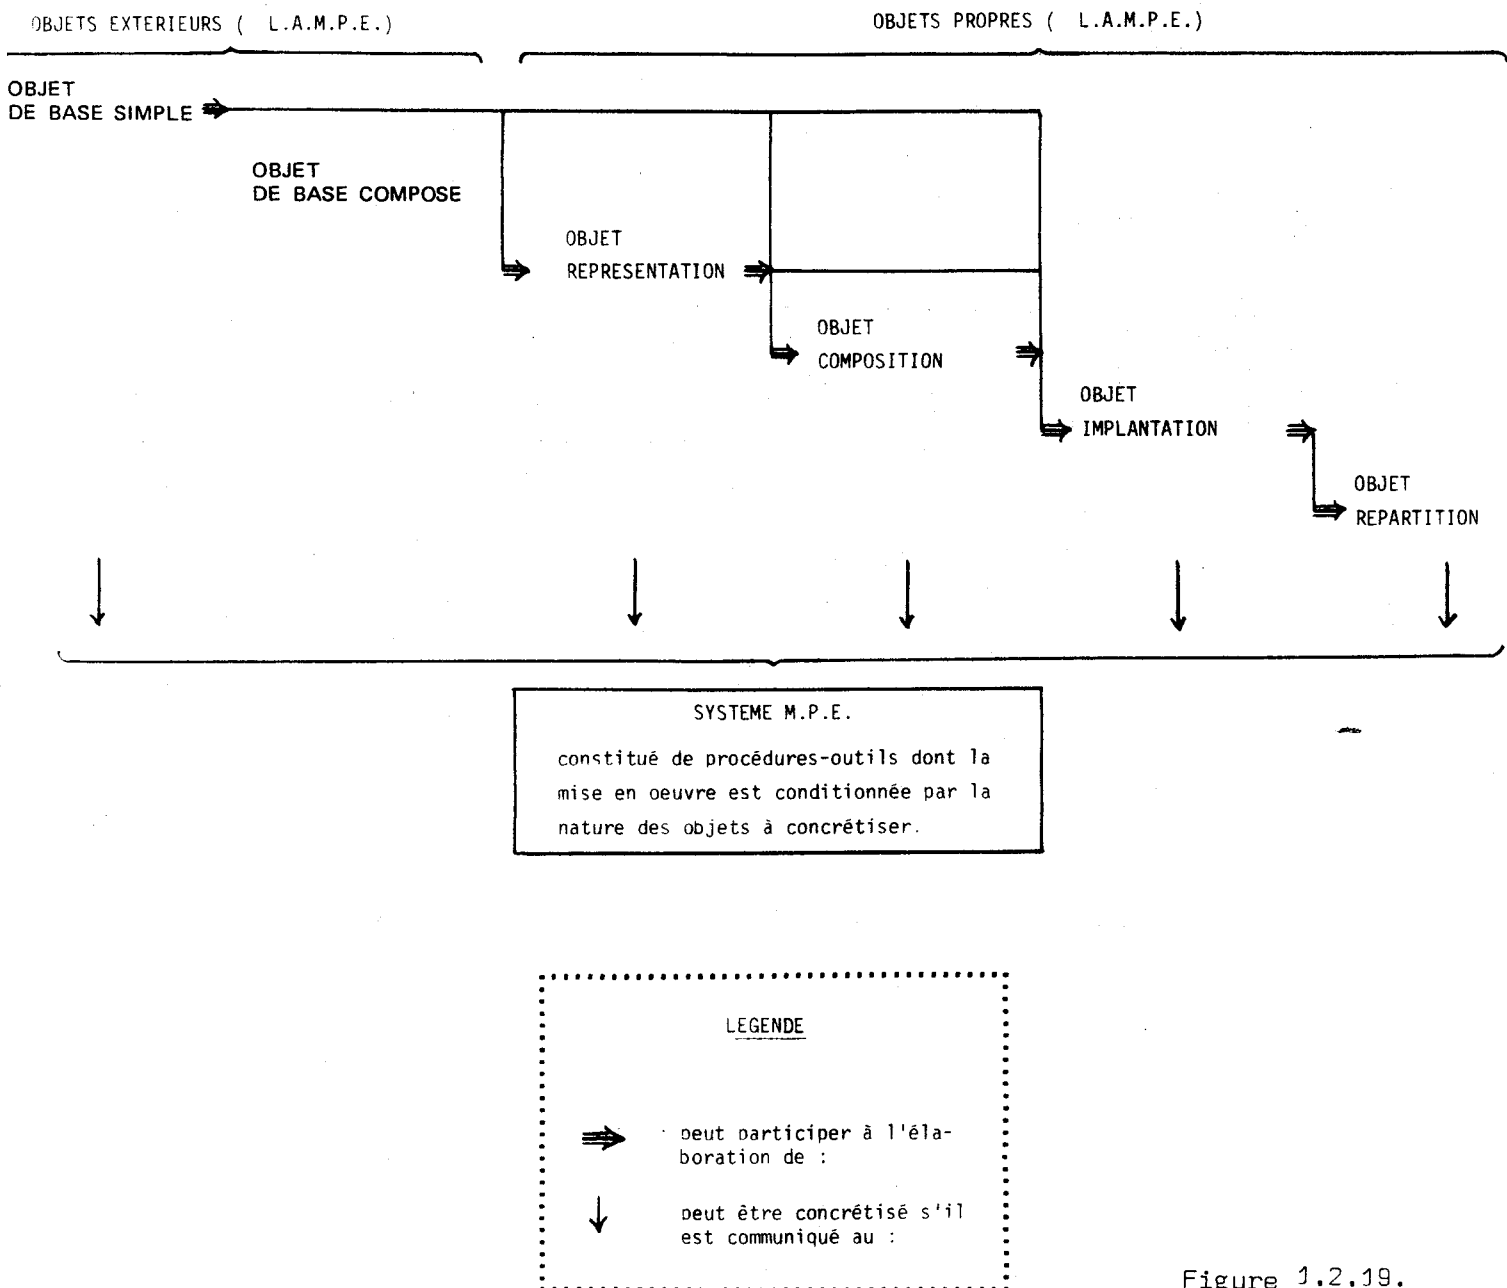 OBJETS EXTERIEURS ( L.A.M.P.E.)
OBJETS PROPRES ( L.A.M.P.E.)
OBJET
DE BASE SIMPLE
OBJET
DE BASE COMPOSE
OBJET
REPRESENTATION
OBJET
COMPOSITION
OBJET
IMPLANTATION
OBJET
REPARTITION
SYSTEME M.P.E.
constitué de procédures-outils dont la
mise en oeuvre est conditionnée par la
nature des objets à concrétiser.
LEGENDE
peut participer à l'éla-
boration de :
peut être concrétisé s'il
est communiqué au :
Figure 1.2.19.